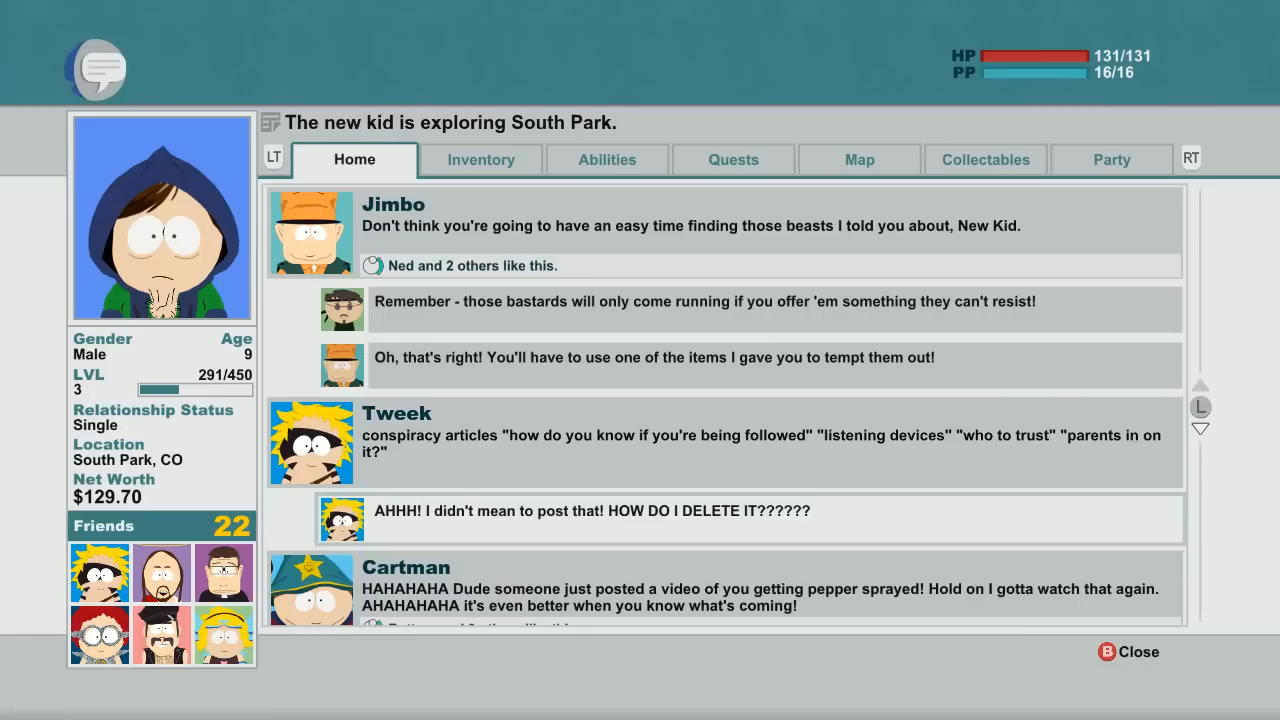 HP 131/131
PP 16/16
The new kid is exploring South Park.
LT Home Inventory Abilities Quests Map Collectables Party RT
Gender Age
Male 9
LVL 291/450
3
Relationship Status
Single
Location
South Park, CO
Net Worth
$129.70
Friends 22
Jimbo
Don't think you're going to have an easy time finding those beasts I told you about, New Kid.
Ned and 2 others like this.
Remember - those bastards will only come running if you offer 'em something they can't resist!
Oh, that's right! You'll have to use one of the items I gave you to tempt them out!
Tweek
conspiracy articles "how do you know if you're being followed" "listening devices" "who to trust" "parents in on
it?"
AHHH! I didn't mean to post that! HOW DO I DELETE IT??????
Cartman
HAHAHAHA Dude someone just posted a video of you getting pepper sprayed! Hold on I gotta watch that again.
AHAHAHAHA it's even better when you know what's coming!
L
B Close